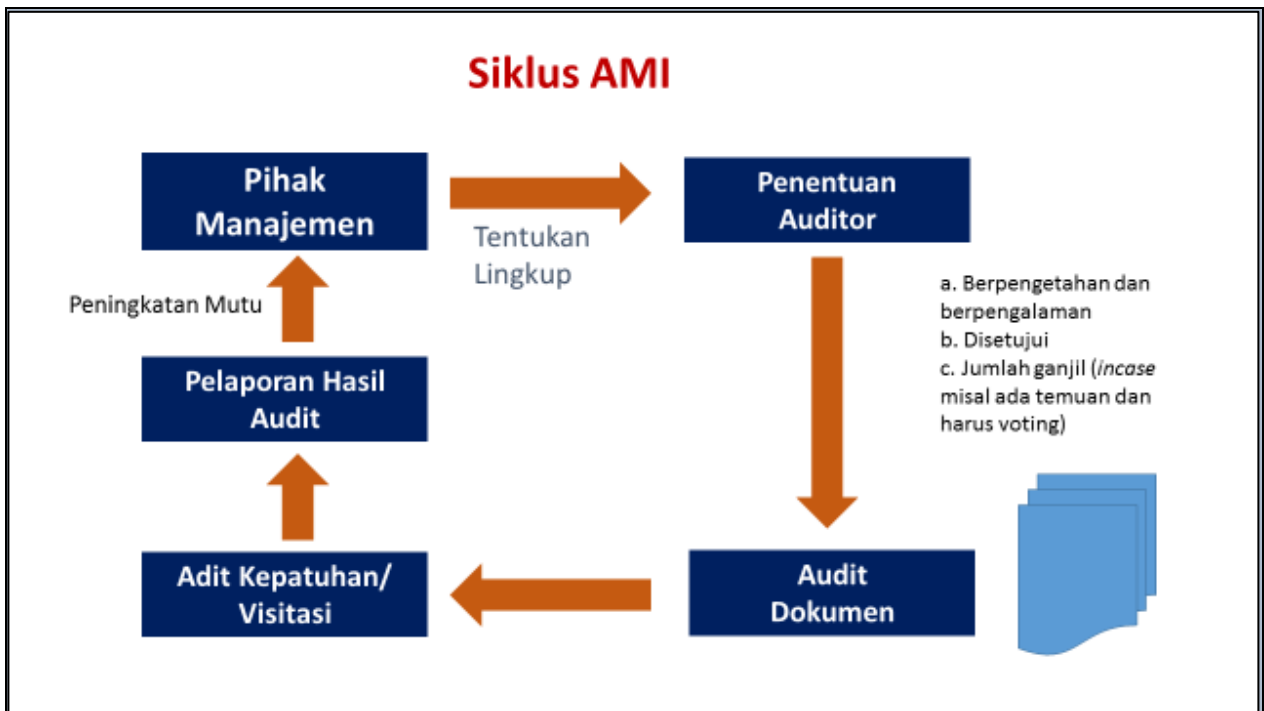 Siklus AMI
Pihak
Manajemen
Tentukan
Lingkup
Penentuan
Auditor
a. Berpengetahan dan
berpengalaman
b. Disetujui
c. Jumlah ganjil (incase
misal ada temuan dan
harus voting)
Audit
Dokumen
Adit Kepatuhan/
Visitasi
Pelaporan Hasil
Audit
Peningkatan Mutu